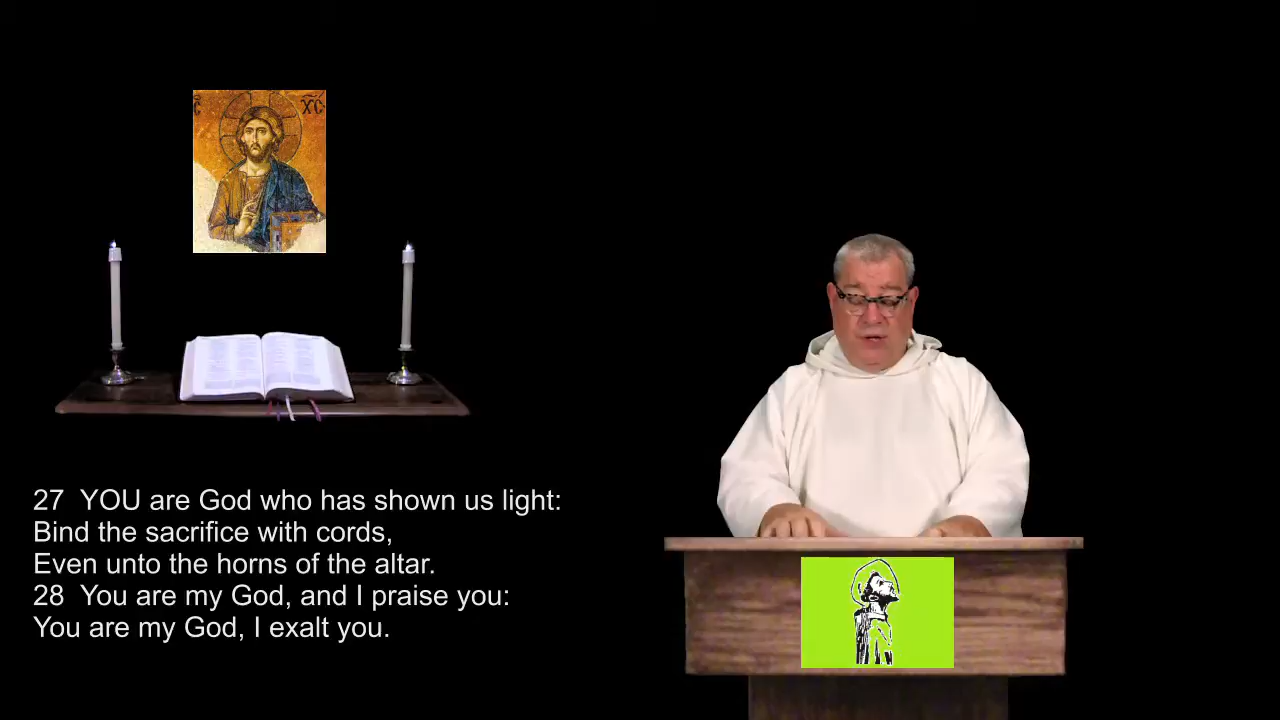 ΧC
27 YOU are God who has shown us light:
Bind the sacrifice with cords,
Even unto the horns of the altar.
28 You are my God, and I praise you:
You are my God, I exalt you.